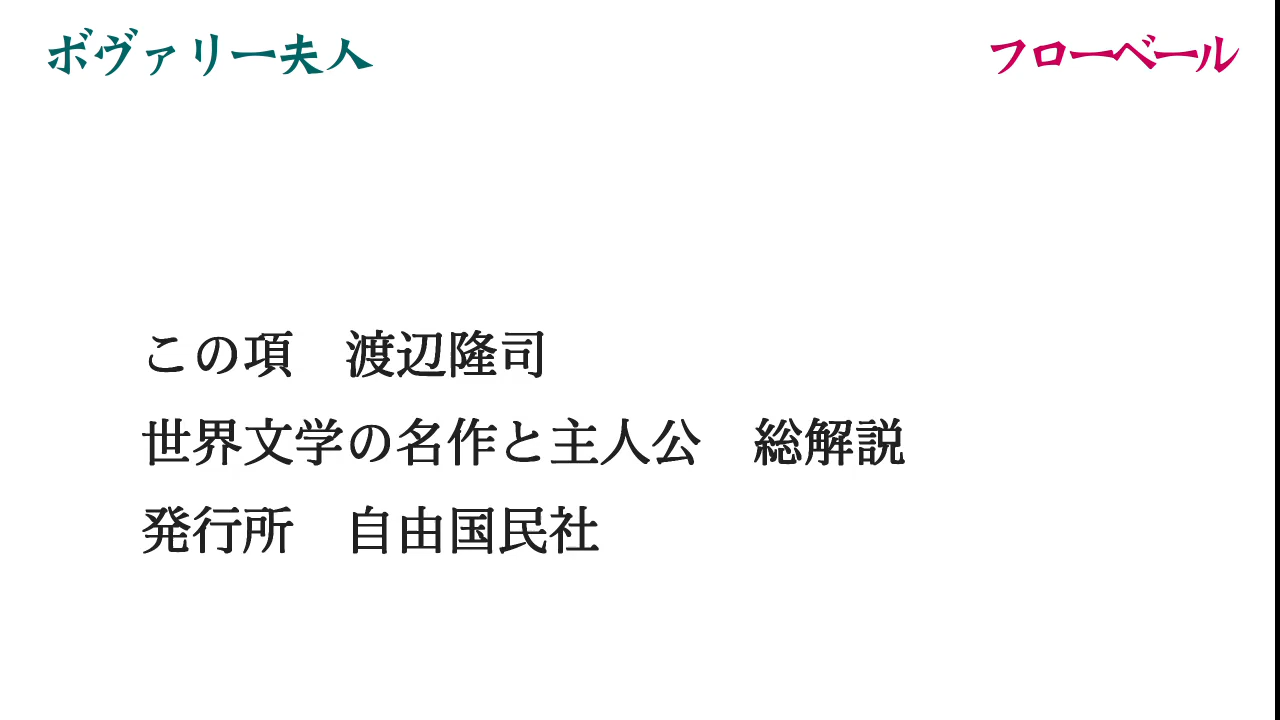 ボヴァリー夫人
フローベール
この項　渡辺隆司
世界文学の名作と主人公　総解説
発行所　自由国民社